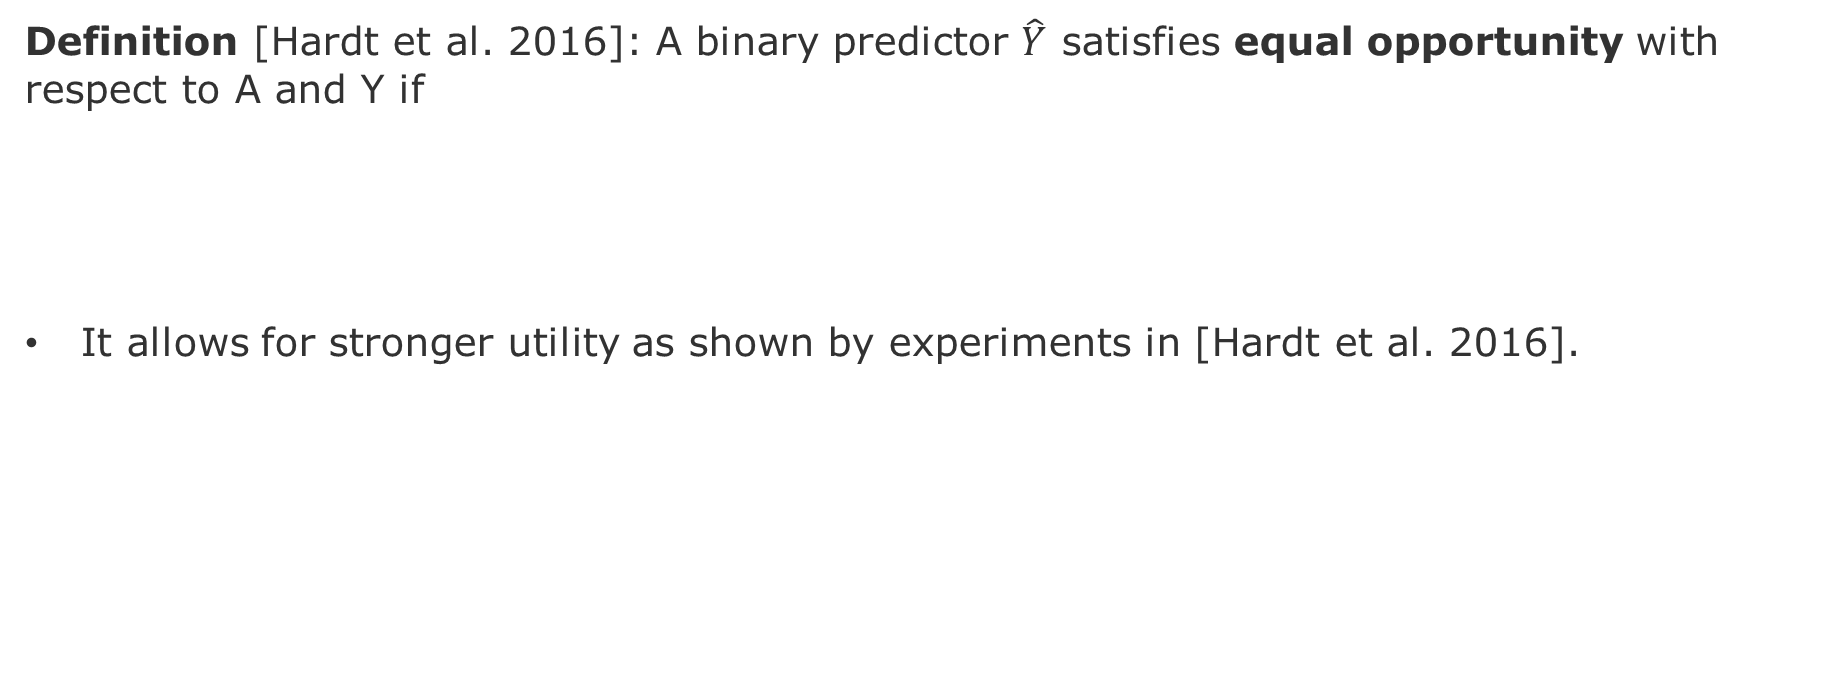 Definition [Hardt et al. 2016]: A binary predictor Ŷ satisfies equal opportunity with
respect to A and Y if
• It allows for stronger utility as shown by experiments in [Hardt et al. 2016].